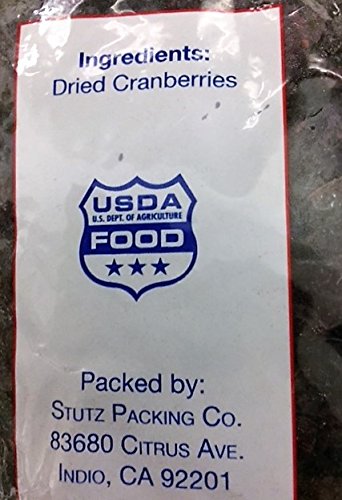 Ingredients:
Dried Cranberries
USDA
U.S. DEPT. OF AGRICULTURE
FOOD
Packed by:
STUTZ PACKING CO.
83680 CITRUS AVE.
INDIO, CA 92201